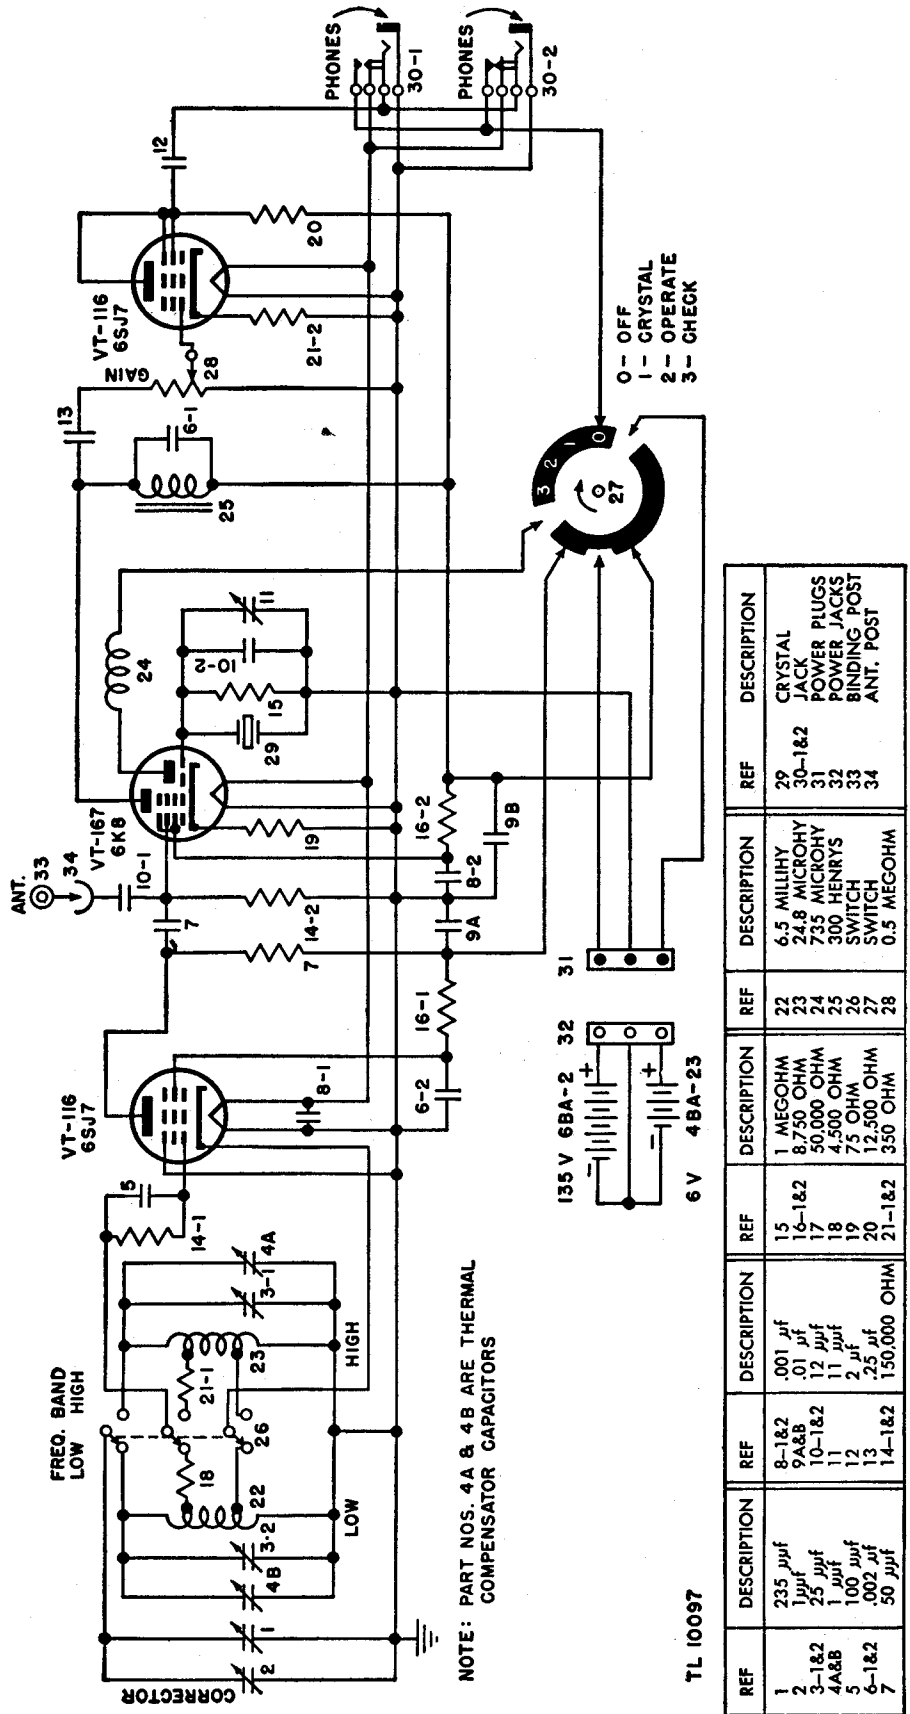 ANT.
33
34
10-1
7
7
14-2
VT-116
6SJ7
VT-167
6K8
VT-116
6SJ7
GAIN
28
13
6-1
25
12
20
21-2
PHONES
30-1
PHONES
30-2
24
11
10-2
15
29
19
16-2
9B
8-2
9A
16-1
6-2
8-1
5
14-1
FREQ. BAND
LOW HIGH
4A
3-1
23
21-1
26
18
22
3-2
4B
1
2
HIGH
LOW
CORRECTOR
NOTE: PART NOS. 4A & 4B ARE THERMAL
COMPENSATOR CAPACITORS
3 2 1 0
27
0 - OFF
1 - CRYSTAL
2 - OPERATE
3 - CHECK
31
32
135 V 6BA-2
- +
- +
6 V 4BA-23
TL 10097
REF DESCRIPTION
1 235 µµf
2 1µµf
3-1&2 25 µµf
4A&B 1 µµf
5 100 µµf
6-1&2 .002 µf
7 50 µµf
REF DESCRIPTION
8-1&2 .001 µf
9A&B .01 µf
10-1&2 12 µµf
11 11 µµf
12 2 µf
13 .25 µf
14-1&2 150,000 OHM
REF DESCRIPTION
15 1 MEGOHM
16-1&2 8,750 OHM
17 50,000 OHM
18 4,500 OHM
19 75 OHM
20 12,500 OHM
21-1&2 350 OHM
REF DESCRIPTION
22 6.5 MILLIHY
23 24.8 MICROHY
24 735 MICROHY
25 300 HENRYS
26 SWITCH
27 SWITCH
28 0.5 MEGOHM
REF DESCRIPTION
29 CRYSTAL
30-1&2 JACK
31 POWER PLUGS
32 POWER JACKS
33 BINDING POST
34 ANT. POST